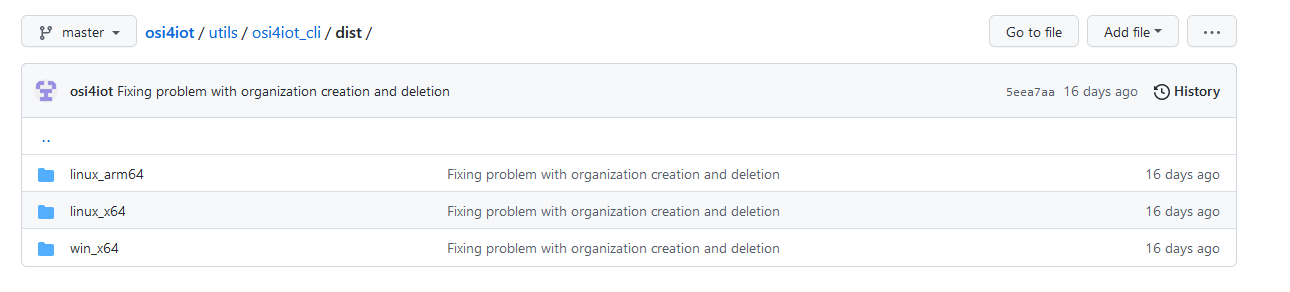 master osi4iot / utils / osi4iot_cli / dist / Go to file Add file ...
osi4iot Fixing problem with organization creation and deletion 5eea7aa 16 days ago History
..
linux_arm64 Fixing problem with organization creation and deletion 16 days ago
linux_x64 Fixing problem with organization creation and deletion 16 days ago
win_x64 Fixing problem with organization creation and deletion 16 days ago